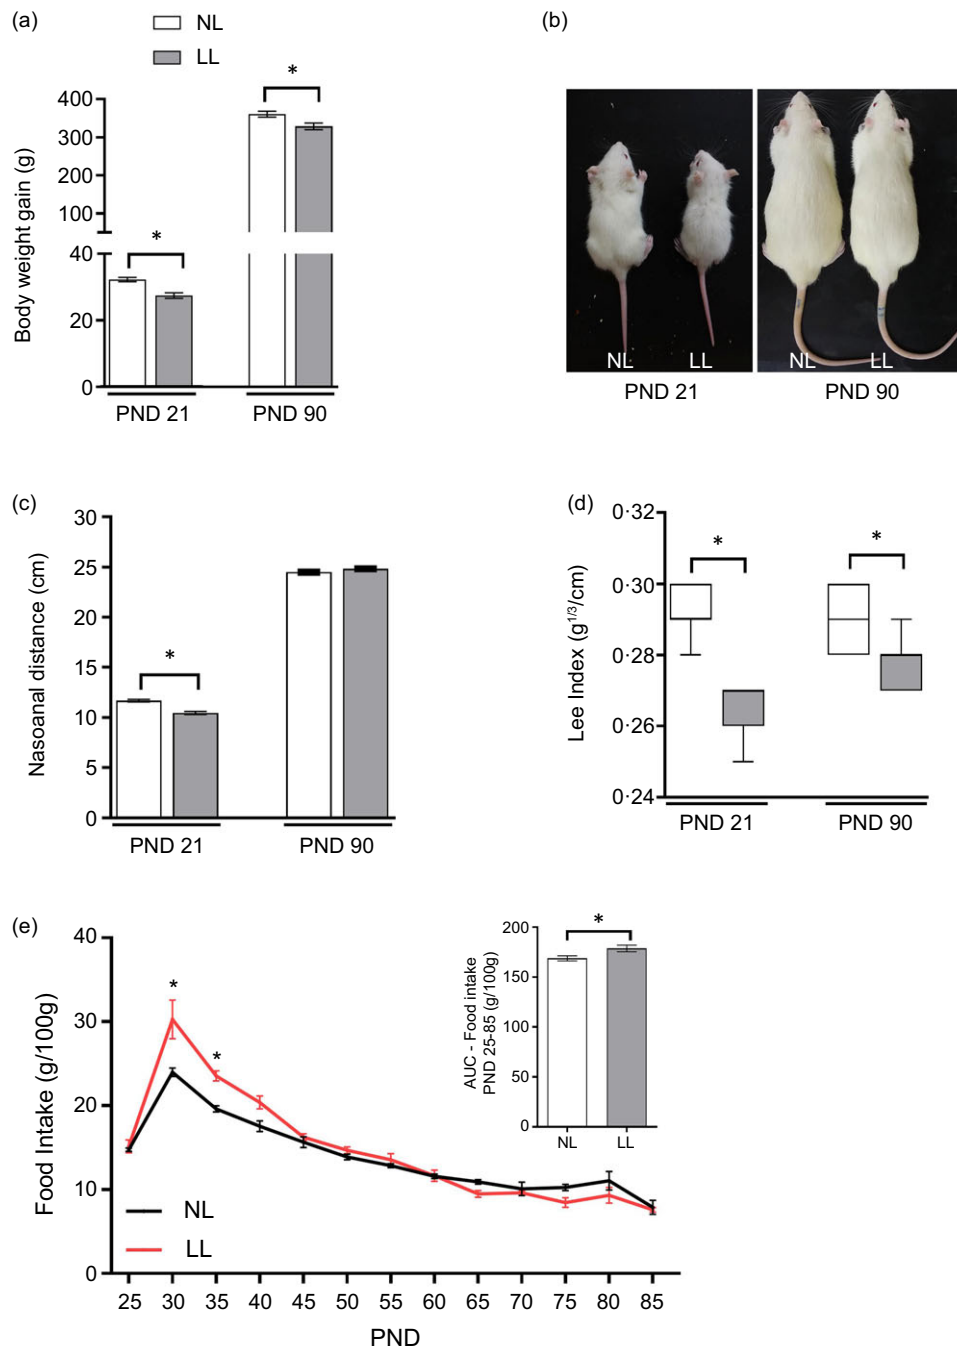 (a)
NL
LL
*
*
400
300
200
100
40
20
0
Body weight gain (g)
PND 21
PND 90
(b)
NL
LL
NL
LL
PND 21
PND 90
(c)
30
25
20
15
10
5
0
Nasoanal distance (cm)
*
PND 21
PND 90
(d)
0·32
0·30
0·28
0·26
0·24
Lee Index (g1/3/cm)
*
*
PND 21
PND 90
(e)
40
30
20
10
0
Food Intake (g/100g)
*
*
NL
LL
25 30 35 40 45 50 55 60 65 70 75 80 85
PND
200
150
100
50
0
AUC - Food intake
PND 25-85 (g/100g)
*
NL
LL